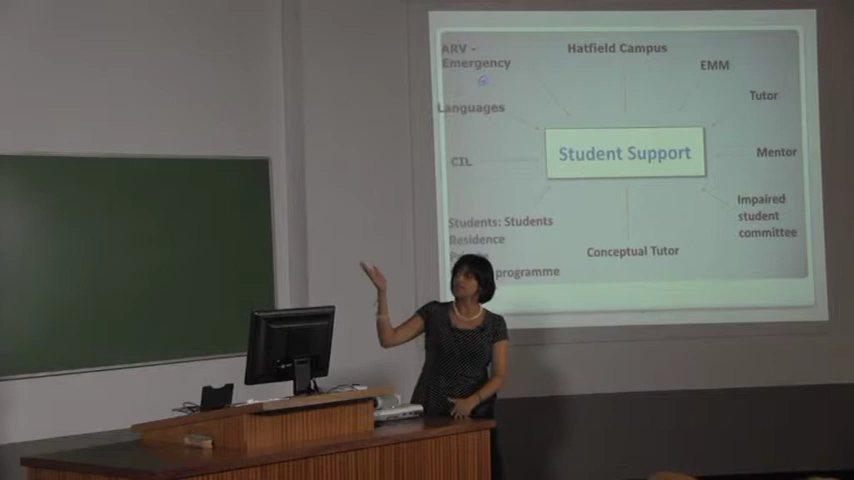 ARV -
Emergency
Languages
CIL
Students: Students
Residence
programme
Hatfield Campus
Student Support
Conceptual Tutor
EMM
Tutor
Mentor
Impaired
student
committee